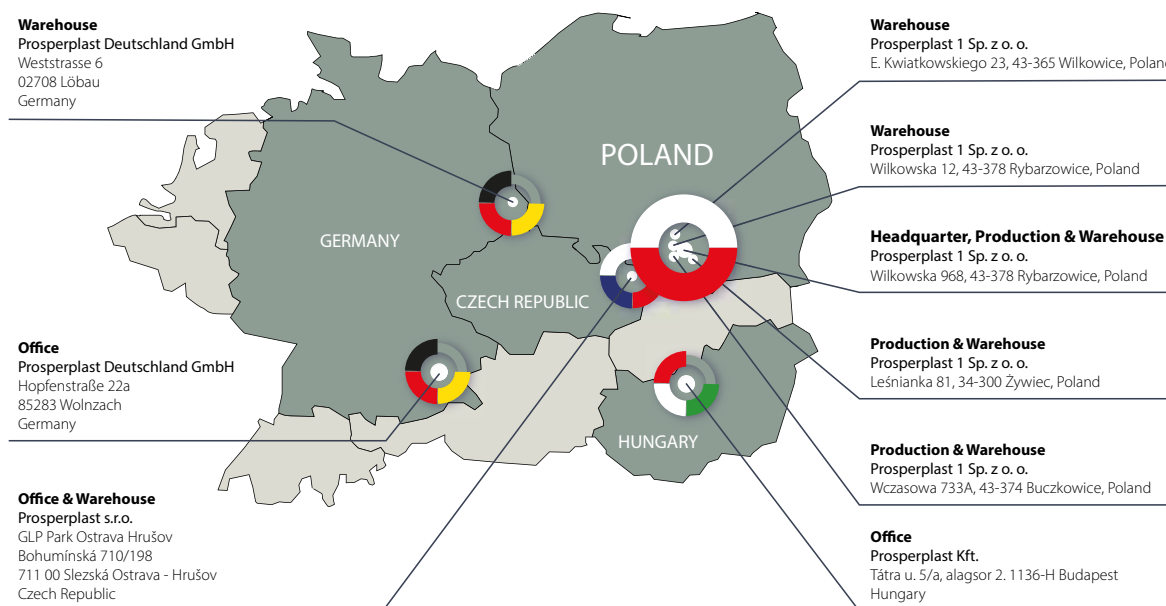 Warehouse
Prosperplast Deutschland GmbH
Weststrasse 6
02708 Löbau
Germany
Office
Prosperplast Deutschland GmbH
Hopfenstraße 22a
85283 Wolnzach
Germany
Office & Warehouse
Prosperplast s.r.o.
GLP Park Ostrava Hrušov
Bohumínská 710/198
711 00 Slezská Ostrava - Hrušov
Czech Republic
POLAND
GERMANY
CZECH REPUBLIC
HUNGARY
Warehouse
Prosperplast 1 Sp. z o. o.
E. Kwiatkowskiego 23, 43-365 Wilkowice, Poland
Warehouse
Prosperplast 1 Sp. z o. o.
Wilkowska 12, 43-378 Rybarzowice, Poland
Headquarter, Production & Warehouse
Prosperplast 1 Sp. z o. o.
Wilkowska 968, 43-378 Rybarzowice, Poland
Production & Warehouse
Prosperplast 1 Sp. z o. o.
Leśnianka 81, 34-300 Żywiec, Poland
Production & Warehouse
Prosperplast 1 Sp. z o. o.
Wczasowa 733A, 43-374 Buczkowice, Poland
Office
Prosperplast Kft.
Tátra u. 5/a, alagsor 2. 1136-H Budapest
Hungary